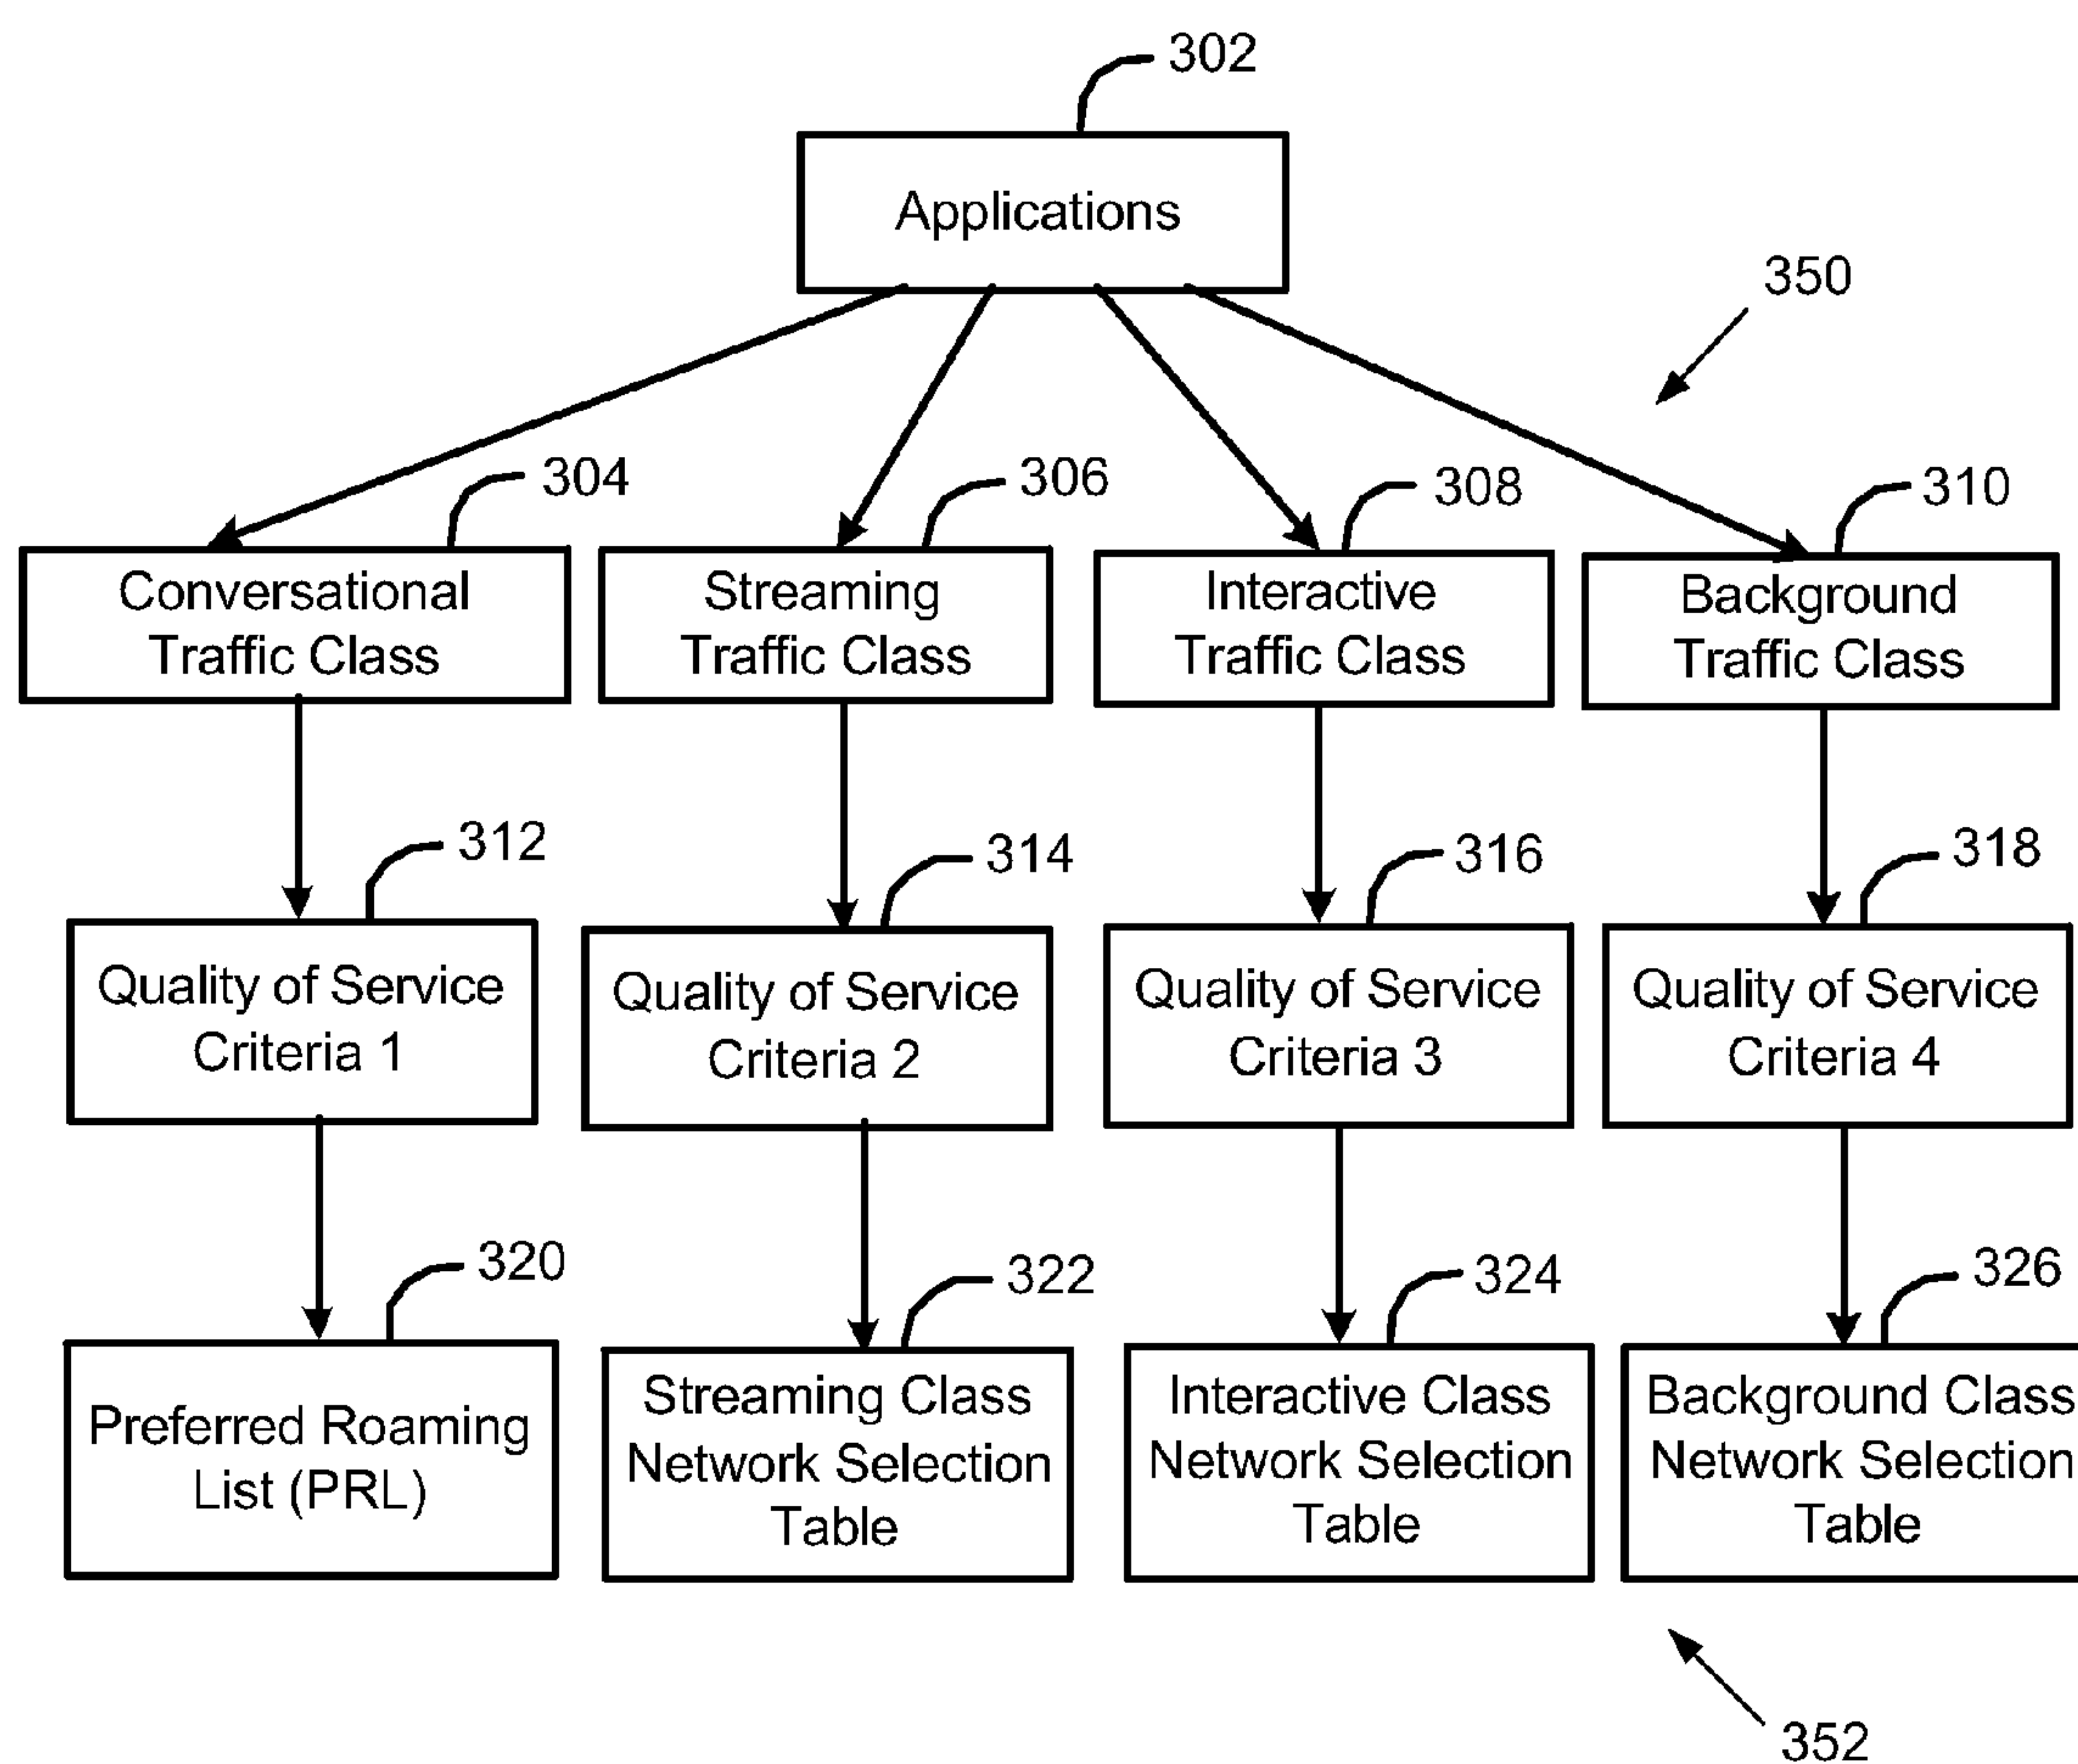 302
Applications
350
304
306
308
310
Conversational
Traffic Class
Streaming
Traffic Class
Interactive
Traffic Class
Background
Traffic Class
312
314
316
318
Quality of Service
Criteria 1
Quality of Service
Criteria 2
Quality of Service
Criteria 3
Quality of Service
Criteria 4
320
322
324
326
Preferred Roaming
List (PRL)
Streaming Class
Network Selection
Table
Interactive Class
Network Selection
Table
Background Class
Network Selection
Table
352